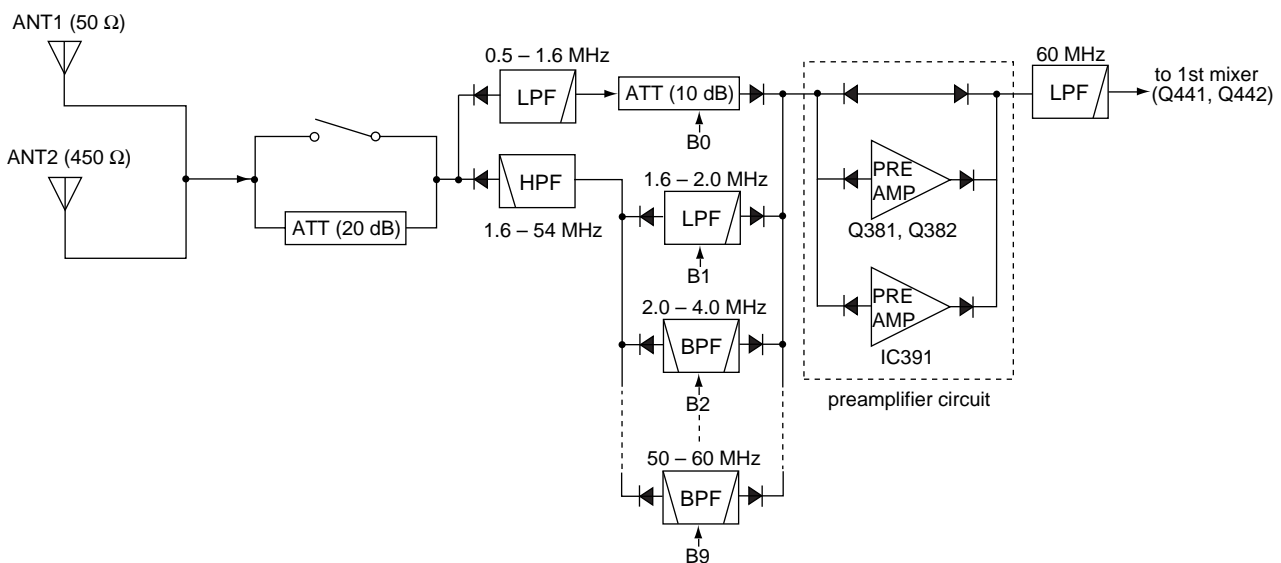 ANT1 (50 Ω)
ANT2 (450 Ω)
ATT (20 dB)
0.5 – 1.6 MHz
LPF
ATT (10 dB)
B0
HPF
1.6 – 54 MHz
1.6 – 2.0 MHz
LPF
B1
2.0 – 4.0 MHz
BPF
B2
50 – 60 MHz
BPF
B9
PRE
AMP
Q381, Q382
PRE
AMP
IC391
preamplifier circuit
60 MHz
LPF
to 1st mixer
(Q441, Q442)